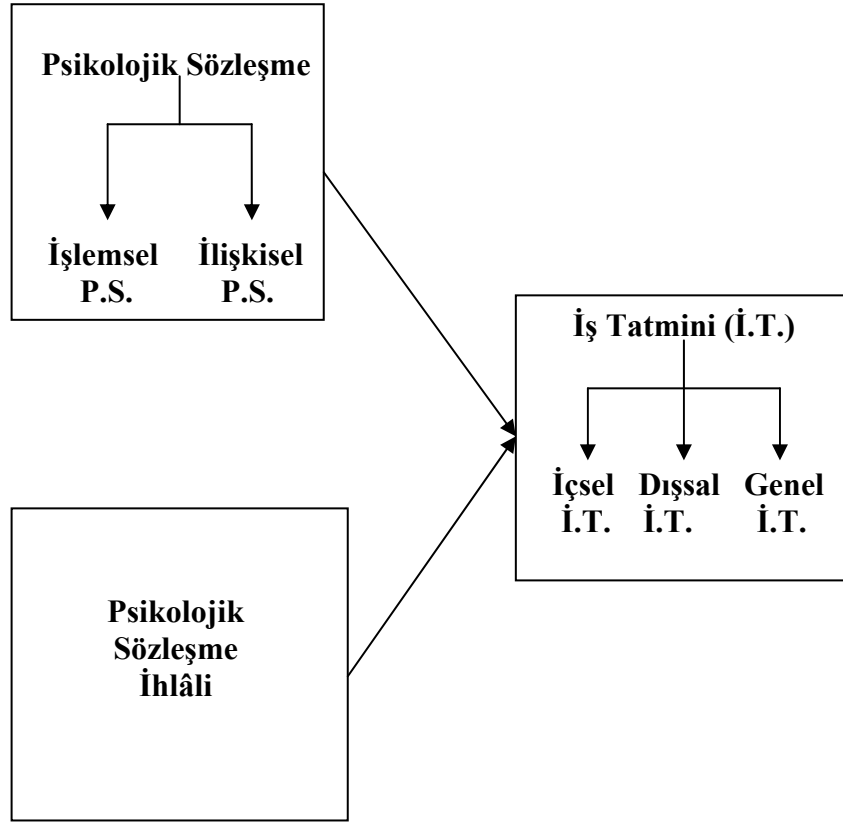 Psikolojik Sözleşme
İşlemsel İlişkisel
P.S. P.S.
İş Tatmini (İ.T.)
İçsel Dışsal Genel
İ.T. İ.T. İ.T.
Psikolojik
Sözleşme
İhlâli